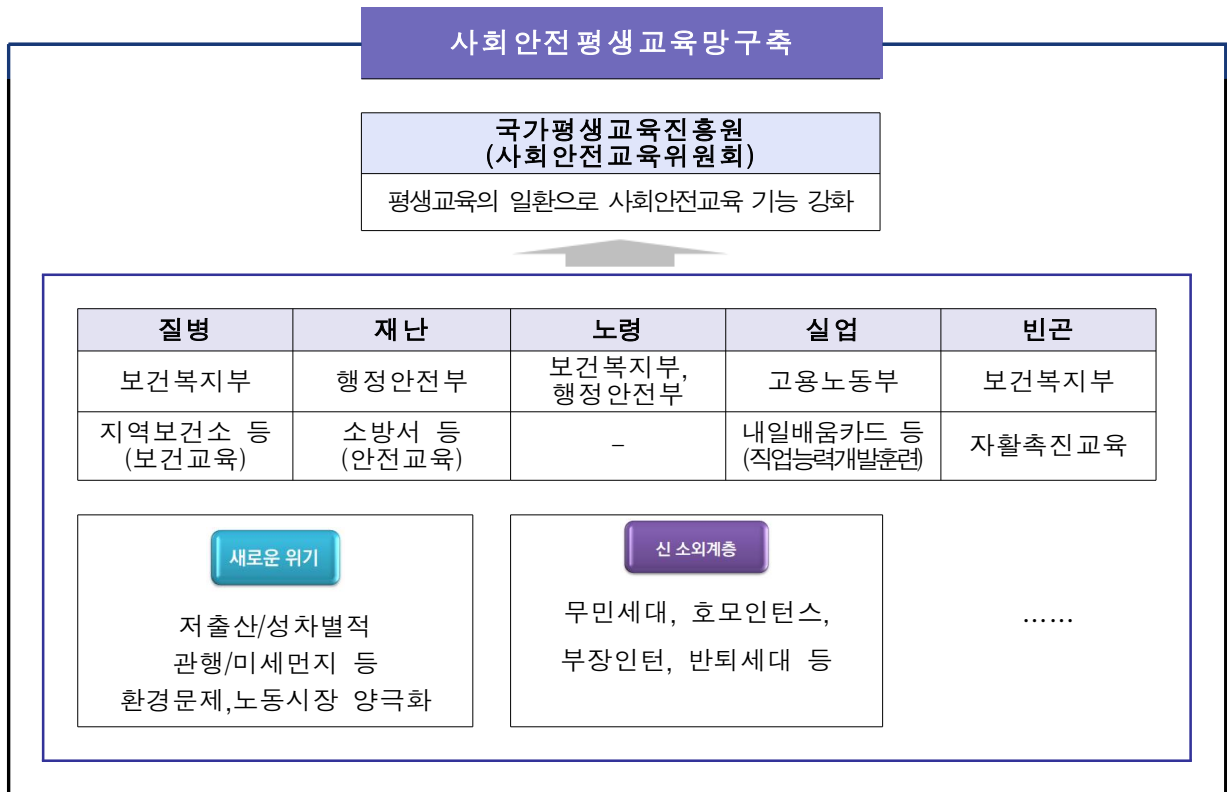 사회안전평생교육망구축
국가평생교육진흥원
(사회안전교육위원회)
평생교육의 일환으로 사회안전교육 기능 강화
질병 재난 노령 실업 빈곤
보건복지부 행정안전부 보건복지부, 행정안전부 고용노동부 보건복지부
지역보건소 등 (보건교육) 소방서 등 (안전교육) – 내일배움카드 등 (직업능력개발훈련) 자활촉진교육
새로운 위기
저출산/성차별적
관행/미세먼지 등
환경문제,노동시장 양극화
신 소외계층
무민세대, 호모인턴스,
부장인턴, 반퇴세대 등
……